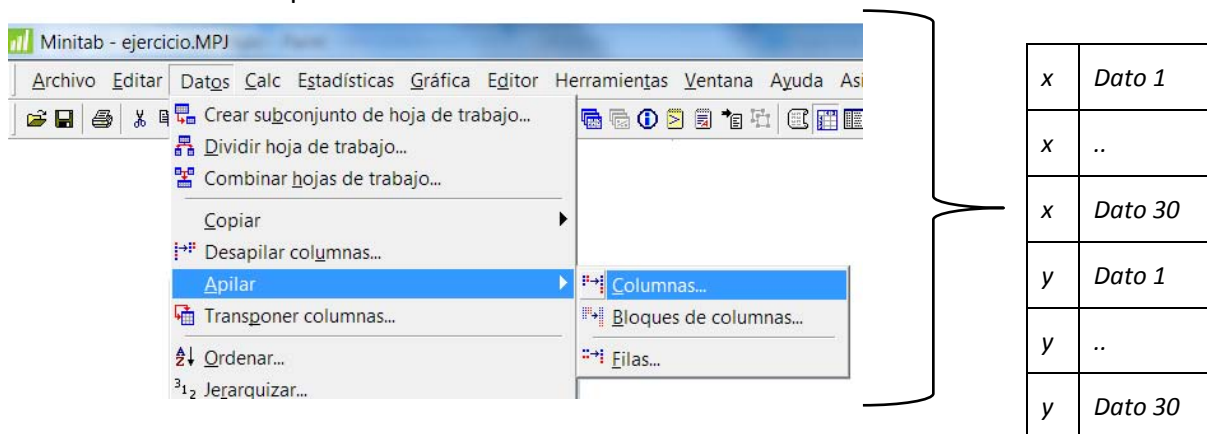 Minitab - ejercicio.MPJ
Archivo Editar Datos Calc Estadísticas Gráfica Editor Herramientas Ventana Ayuda Asi
Crear subconjunto de hoja de trabajo...
Dividir hoja de trabajo...
Combinar hojas de trabajo...
Copiar
Desapilar columnas...
Apilar
Columnas...
Transponer columnas...
Bloques de columnas...
Ordenar...
Filas...
Jerarquizar...
x Dato 1
x ..
x Dato 30
y Dato 1
y ..
y Dato 30